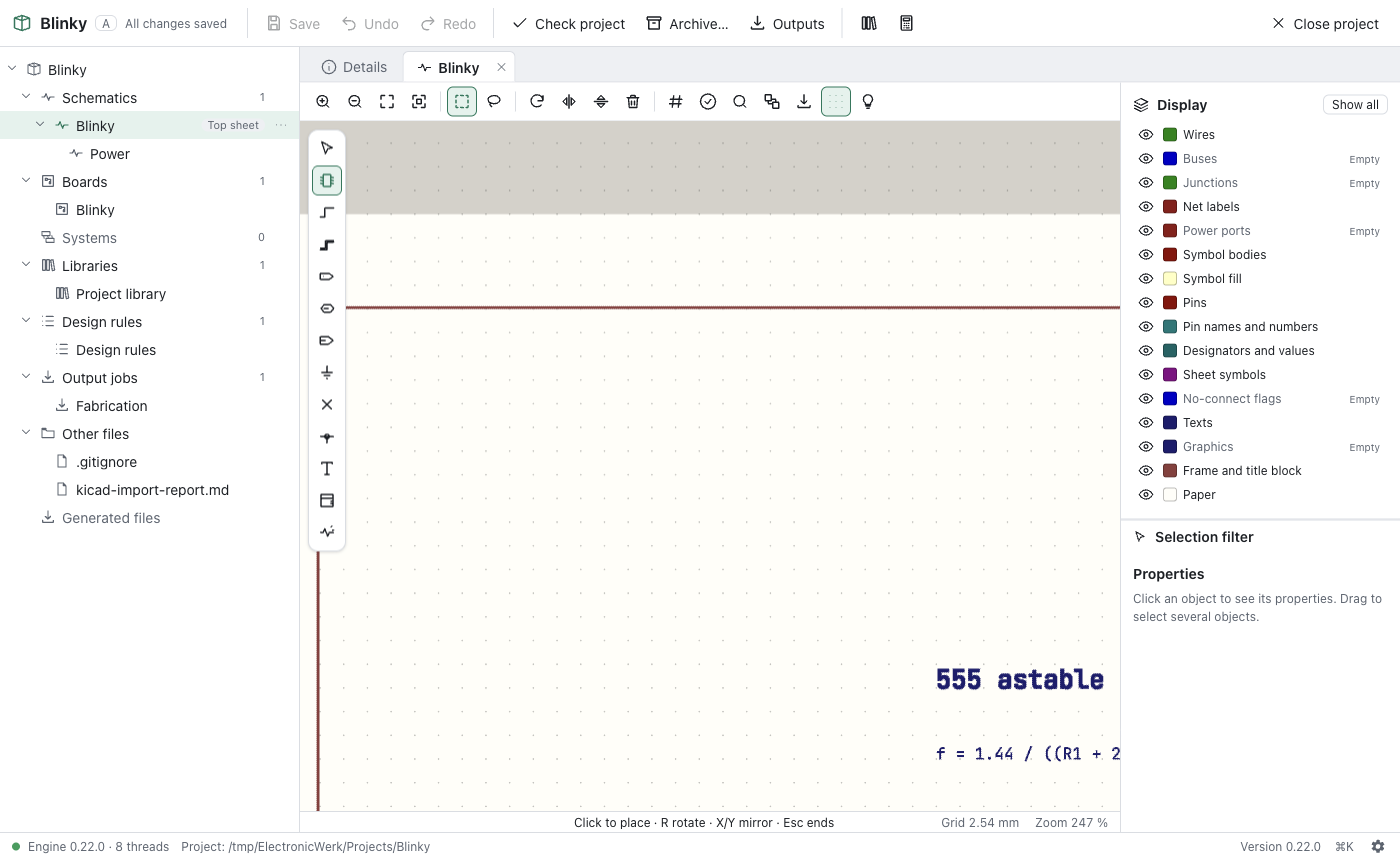 Blinky A All changes saved Save Undo Redo Check project Archive... Outputs Close project
Blinky
Schematics 1
Blinky Top sheet ···
Power
Boards 1
Blinky
Systems 0
Libraries 1
Project library
Design rules 1
Design rules
Output jobs 1
Fabrication
Other files
.gitignore
kicad-import-report.md
Generated files
Details Blinky
555 astable
f = 1.44 / ((R1 + 2
Click to place · R rotate · X/Y mirror · Esc ends Grid 2.54 mm Zoom 247 %
Display Show all
Wires
Buses Empty
Junctions Empty
Net labels
Power ports Empty
Symbol bodies
Symbol fill
Pins
Pin names and numbers
Designators and values
Sheet symbols
No-connect flags Empty
Texts
Graphics Empty
Frame and title block
Paper
Selection filter
Properties
Click an object to see its properties. Drag to
select several objects.
Engine 0.22.0 · 8 threads Project: /tmp/ElectronicWerk/Projects/Blinky Version 0.22.0 ⌘K